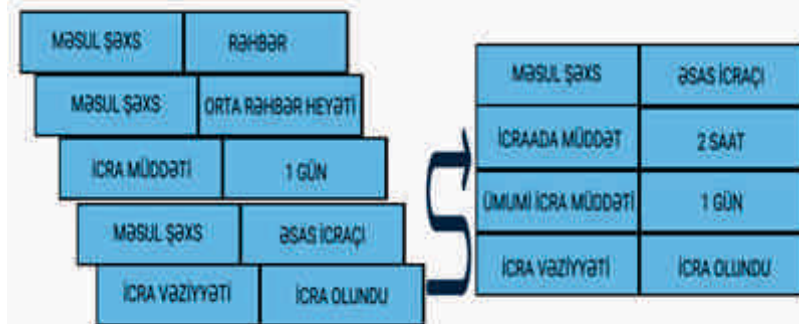 MƏSUL ŞƏXS RƏHBƏR
MƏSUL ŞƏXS ORTA RƏHBƏR HEYƏTİ
İCRA MÜDDƏTİ 1 GÜN
MƏSUL ŞƏXS ƏSAS İCRAÇI
İCRA VƏZİYYƏTİ İCRA OLUNDU
MƏSUL ŞƏXS ƏSAS İCRAÇI
İCRAADA MÜDDƏT 2 SAAT
ÜMUMİ İCRA MÜDDƏTİ 1 GÜN
İCRA VƏZİYYƏTİ İCRA OLUNDU